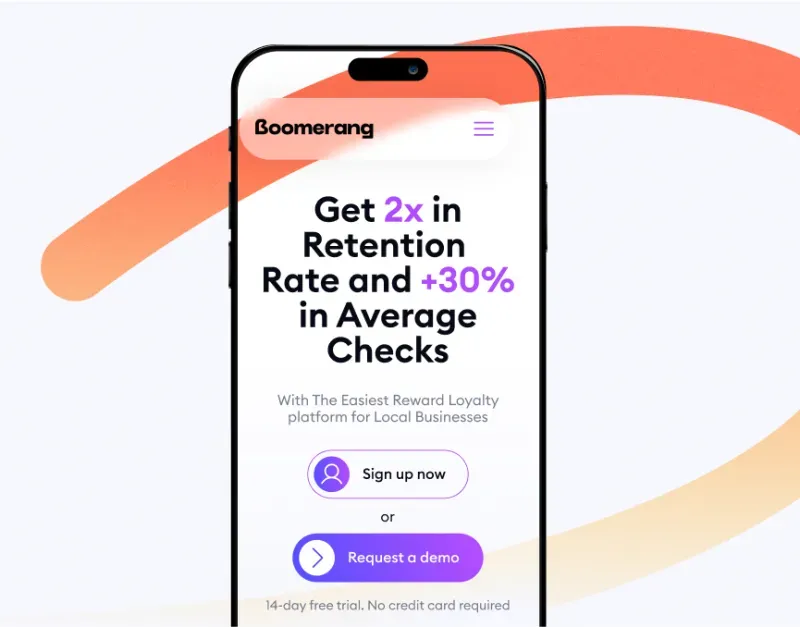 Boomerang
Get 2x in
Retention
Rate and +30%
in Average
Checks
With The Easiest Reward Loyalty
platform for Local Businesses
Sign up now
or
Request a demo
14-day free trial. No credit card required